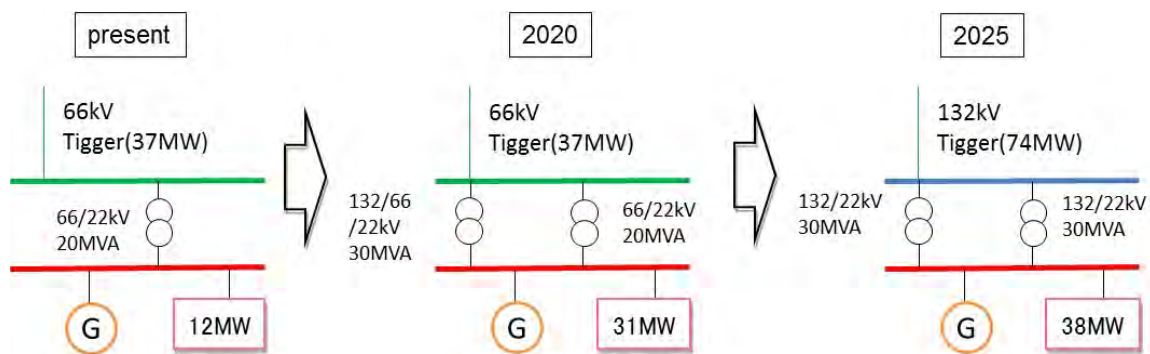 present
66kV
Tigger(37MW)
66/22kV
20MVA
G
12MW
2020
66kV
Tigger(37MW)
132/66
/22kV
30MVA
66/22kV
20MVA
G
31MW
2025
132kV
Tigger(74MW)
132/22kV
30MVA
132/22kV
30MVA
G
38MW